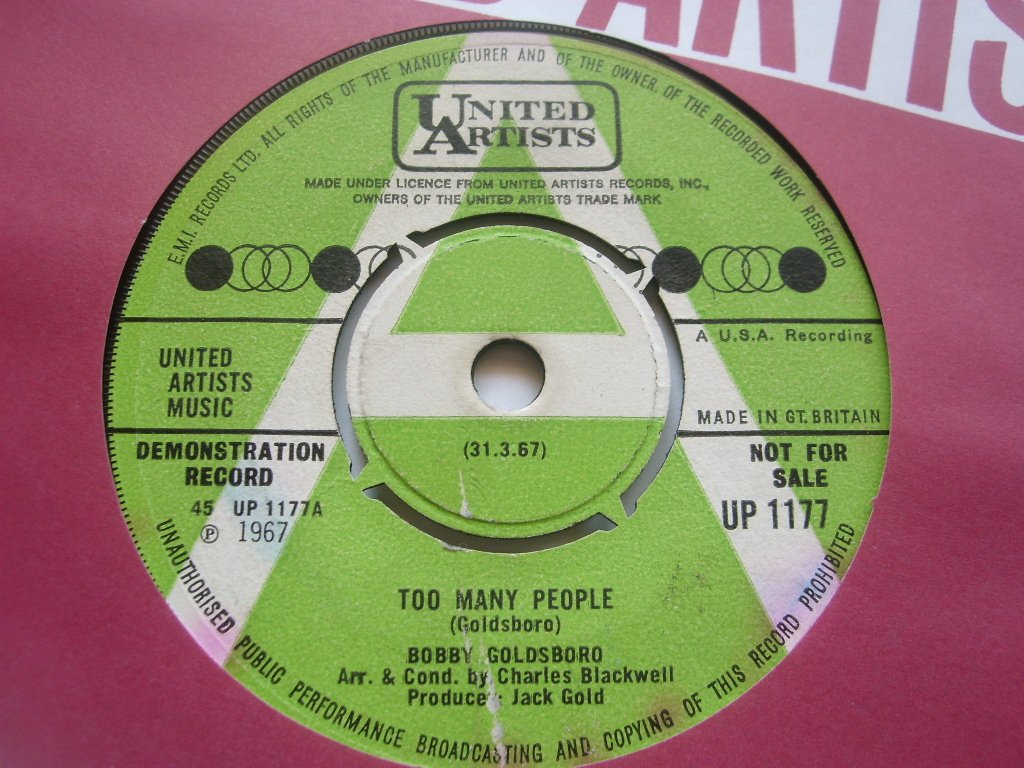 ARTIS
E.M.I. RECORDS LTD. ALL RIGHTS OF THE MANUFACTURER AND OF THE OWNER OF THE RECORDED WORK RESERVED
UNITED
ARTISTS
MADE UNDER LICENCE FROM UNITED ARTISTS RECORDS, INC.,
OWNERS OF THE UNITED ARTISTS TRADE MARK
A U.S.A. Recording
UNITED
ARTISTS
MUSIC
MADE IN GT. BRITAIN
DEMONSTRATION
RECORD
(31.3.67)
NOT FOR
SALE
45 UP 1177A
℗ 1967
UP 1177
TOO MANY PEOPLE
(Goldsboro)
BOBBY GOLDSBORO
Arr. & Cond. by Charles Blackwell
Produce - Jack Gold
UNAUTHORISED PUBLIC PERFORMANCE BROADCASTING AND COPYING OF THIS RECORD PROHIBITED